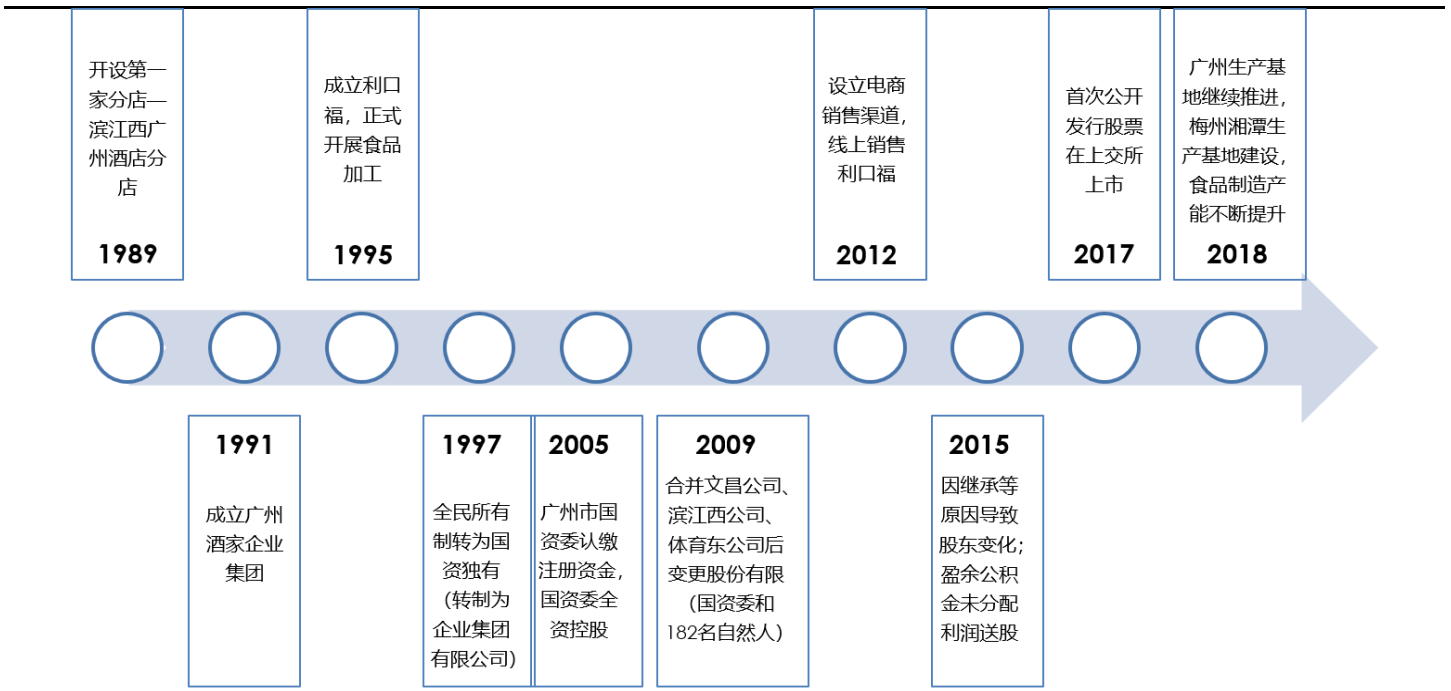 开设第一
家分店—
滨江西广
州酒店分
店
1989
成立利口
福，正式
开展食品
加工
1995
设立电商
销售渠道，
线上销售
利口福
2012
首次公开
发行股票
在上交所
上市
2017
广州生产基
地继续推进，
梅州湘潭生
产基地建设，
食品制造产
能不断提升
2018
1991
成立广州
酒家企业
集团
1997
全民所有
制转为国
资独有
（转制为
企业集团
有限公司）
2005
广州市国
资委认缴
注册资金，
国资委全
资控股
2009
合并文昌公司、
滨江西公司、
体育东公司后
变更股份有限
（国资委和
182名自然人）
2015
因继承等
原因导致
股东变化；
盈余公积
金未分配
利润送股